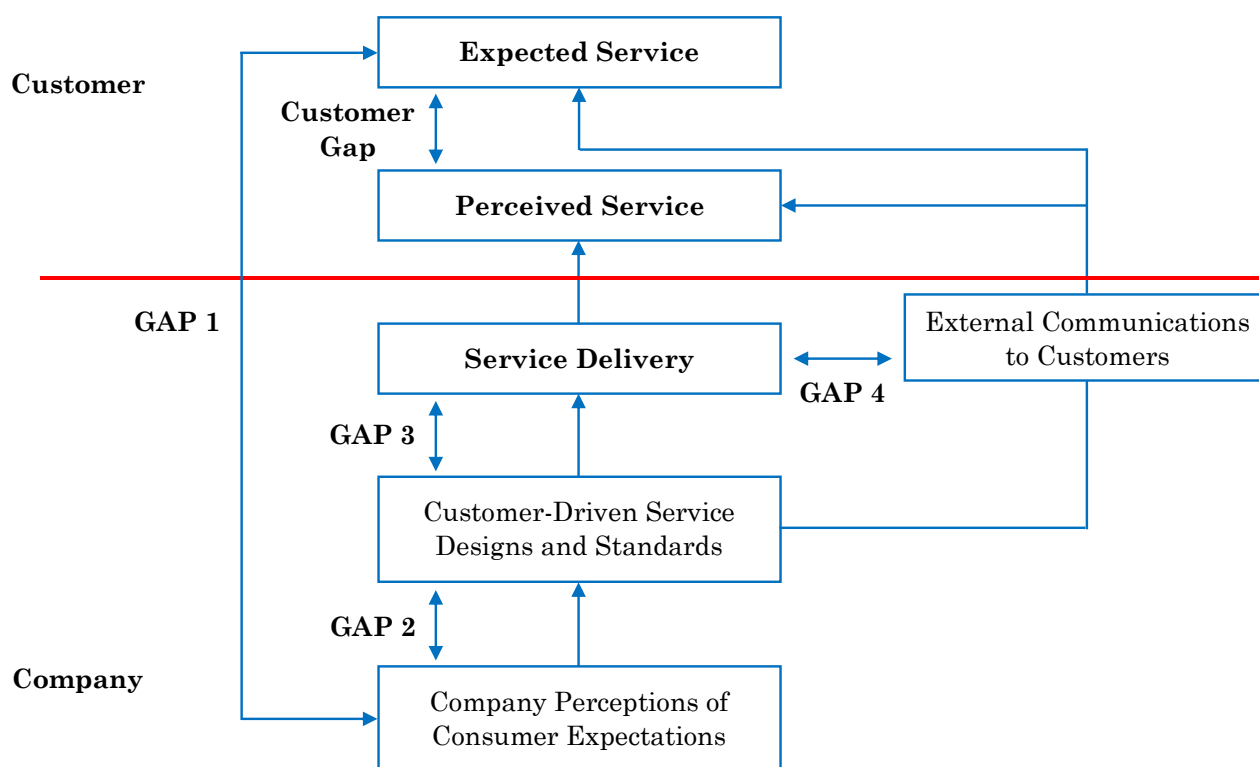 Expected Service
Customer
Customer
Gap
Perceived Service
GAP 1
External Communications
to Customers
Service Delivery
GAP 4
GAP 3
Customer-Driven Service
Designs and Standards
GAP 2
Company
Company Perceptions of
Consumer Expectations